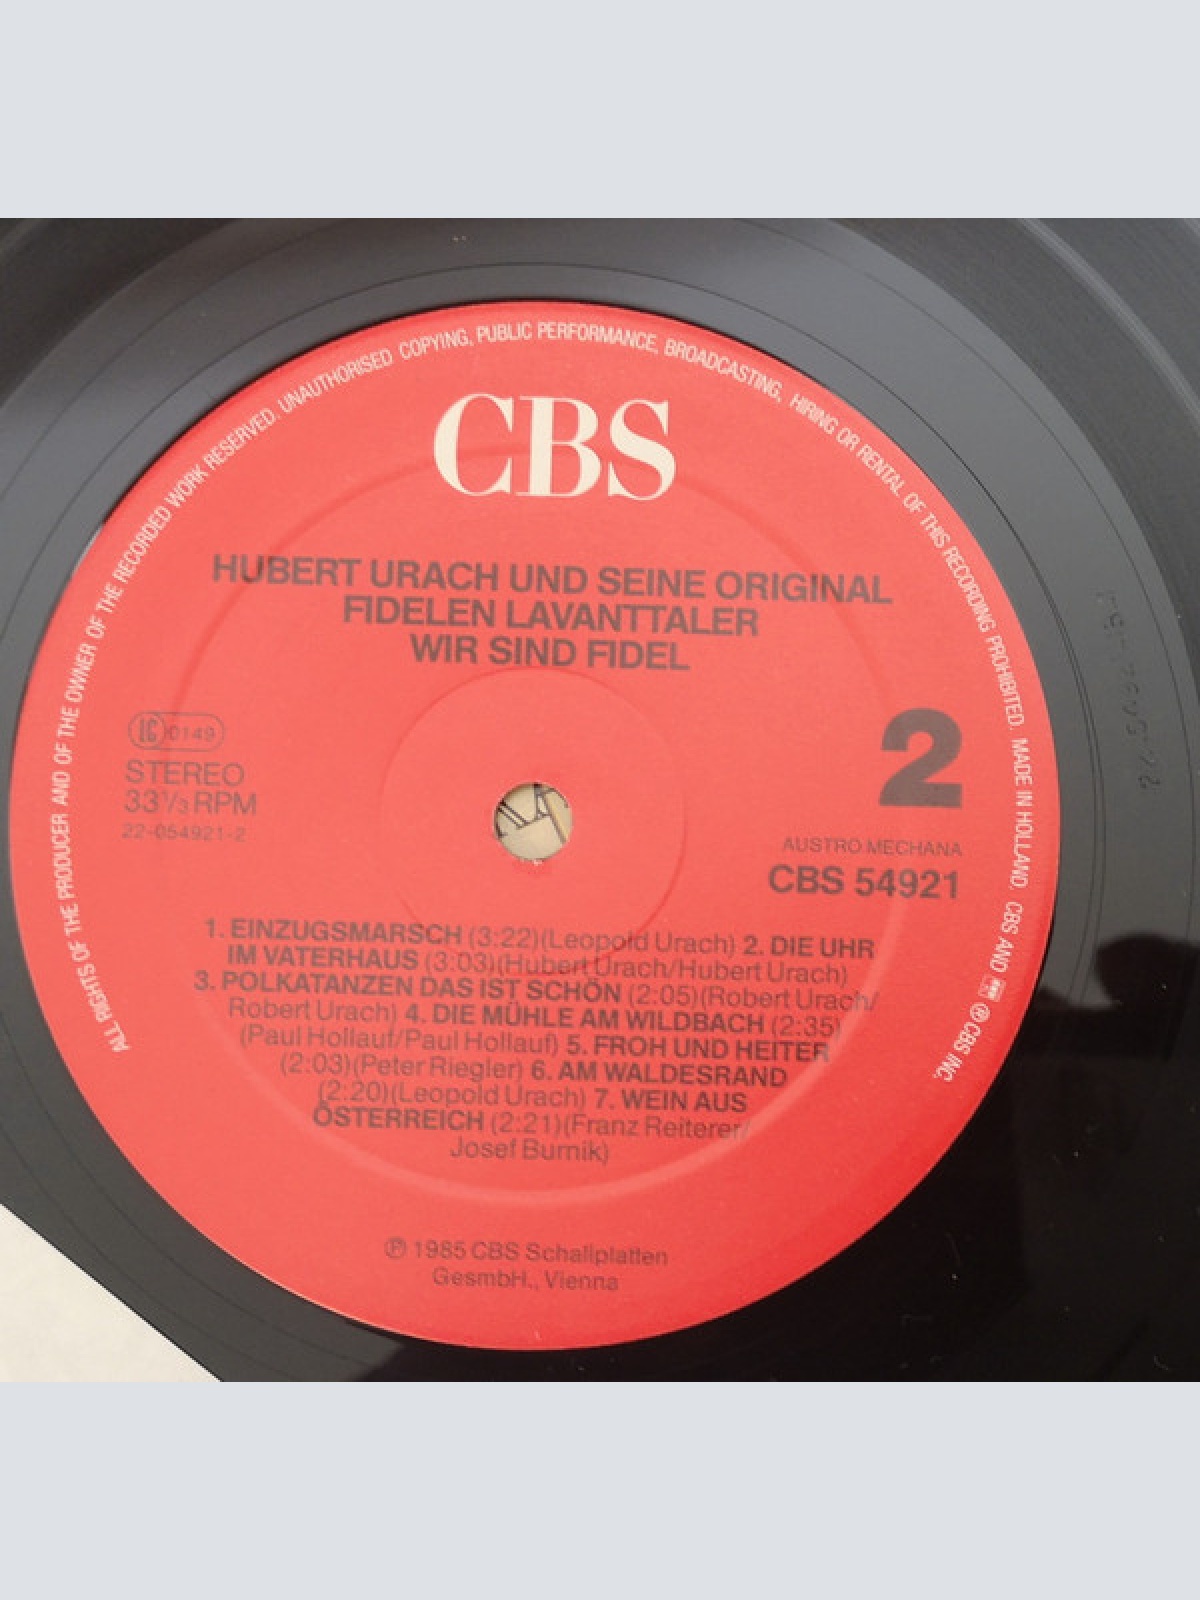 ALL RIGHTS OF THE PRODUCER AND OF THE OWNER OF THE RECORDED WORK RESERVED. UNAUTHORISED COPYING, PUBLIC PERFORMANCE, BROADCASTING, HIRING OR RENTAL OF THIS RECORDING PROHIBITED. MADE IN HOLLAND. CBS AND ® CBS INC.
CBS
HUBERT URACH UND SEINE ORIGINAL
FIDELEN LAVANTTALER
WIR SIND FIDEL
LC 0149
STEREO
33⅓ RPM
22-054921-2
2
AUSTRO MECHANA
CBS 54921
1. EINZUGSMARSCH (3:22)(Leopold Urach) 2. DIE UHR
IM VATERHAUS (3:03)(Hubert Urach/Hubert Urach)
3. POLKATANZEN DAS IST SCHÖN (2:05)(Robert Urach/
Robert Urach) 4. DIE MÜHLE AM WILDBACH (2:35)
(Paul Hollauf/Paul Hollauf) 5. FROH UND HEITER
(2:03)(Peter Riegler) 6. AM WALDESRAND
(2:20)(Leopold Urach) 7. WEIN AUS
ÖSTERREICH (2:21)(Franz Reiterer/
Josef Burnik)
℗ 1985 CBS Schallplatten
GesmbH., Vienna